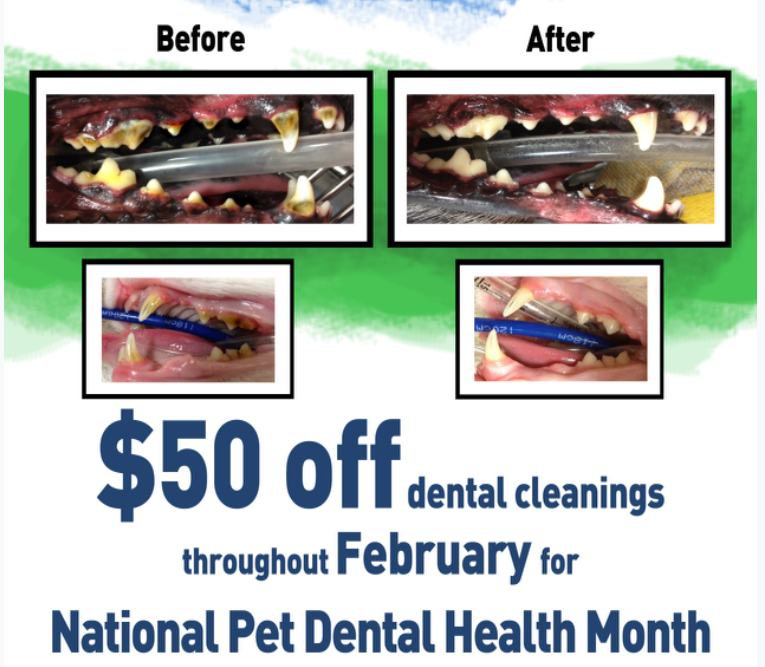 Before After
$50 off dental cleanings
throughout February for
National Pet Dental Health Month